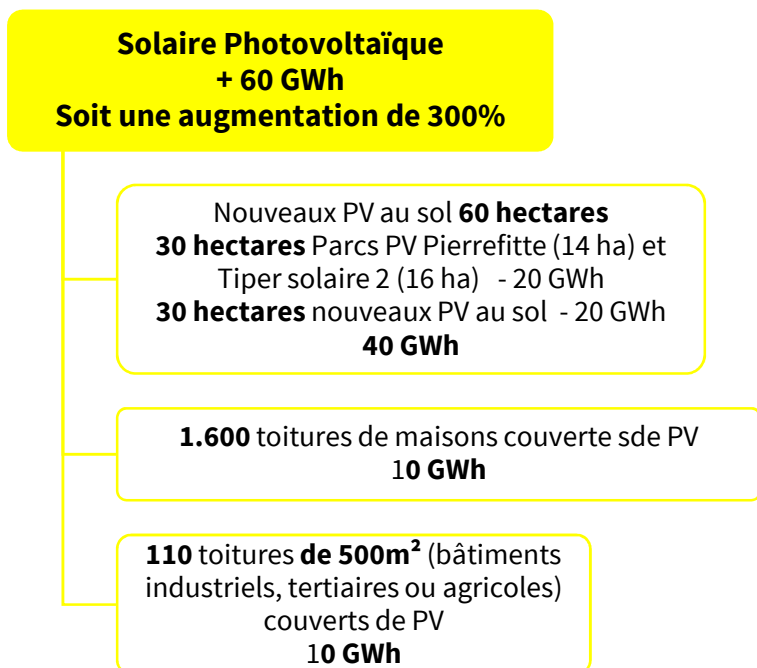 Solaire Photovoltaïque
+ 60 GWh
Soit une augmentation de 300%
Nouveaux PV au sol 60 hectares
30 hectares Parcs PV Pierrefitte (14 ha) et
Tiper solaire 2 (16 ha) - 20 GWh
30 hectares nouveaux PV au sol - 20 GWh
40 GWh
1.600 toitures de maisons couverte sde PV
10 GWh
110 toitures de 500m² (bâtiments
industriels, tertiaires ou agricoles)
couverts de PV
10 GWh